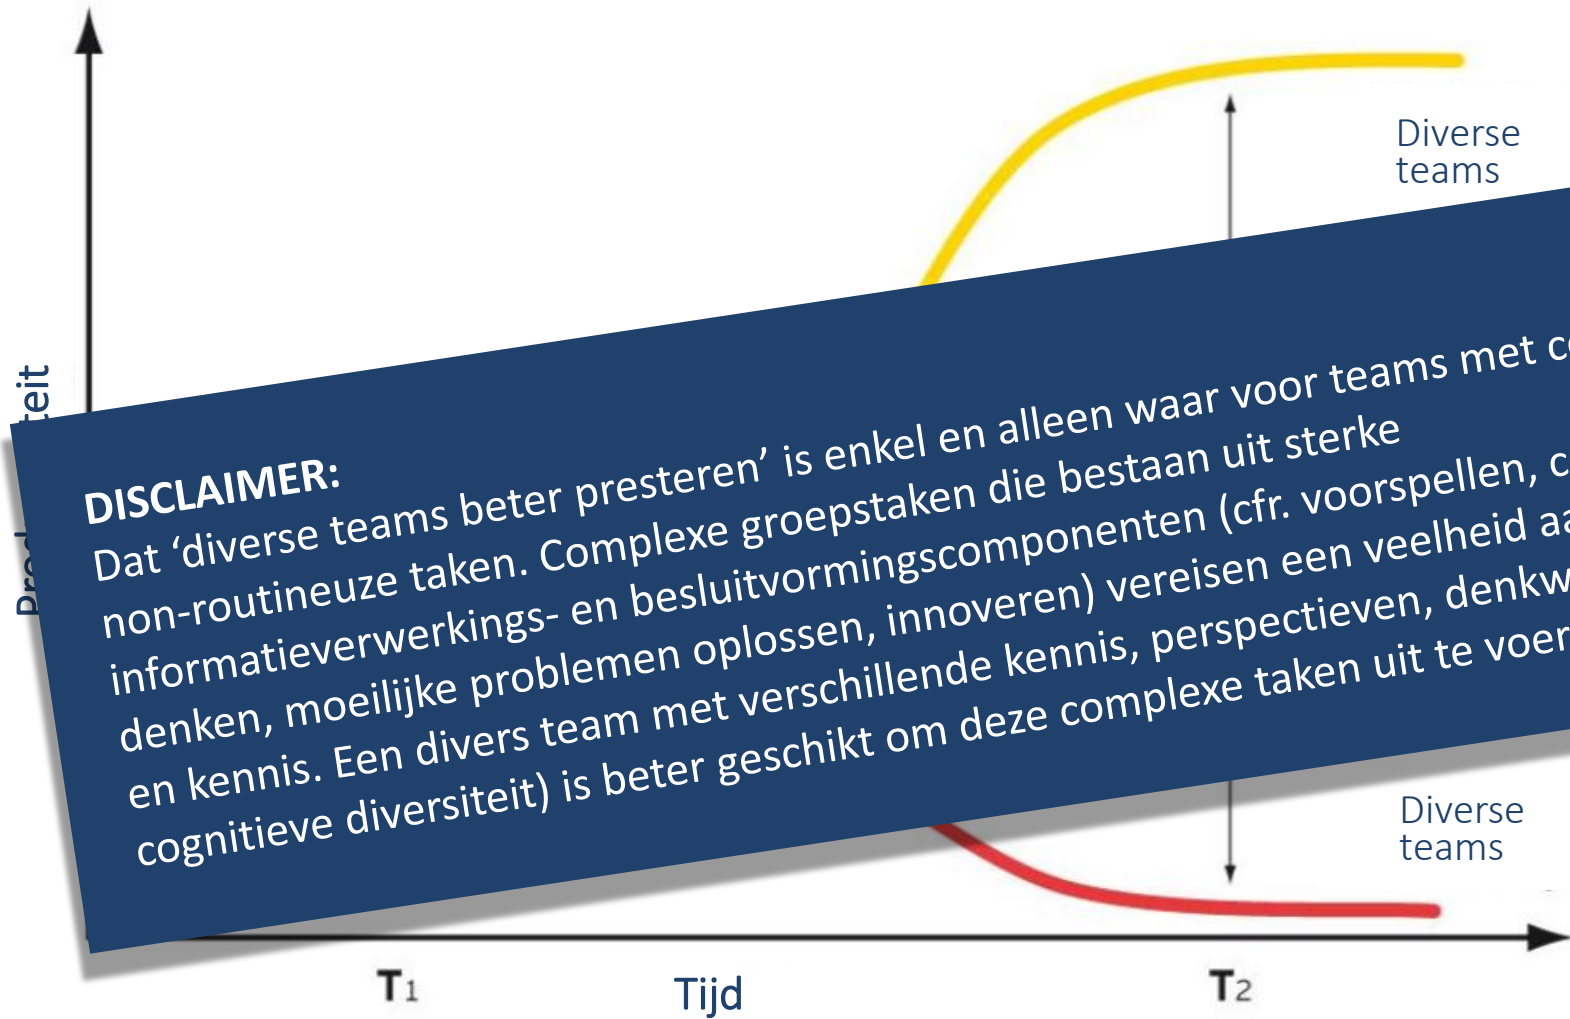 Diverse
teams
DISCLAIMER:
Dat ‘diverse teams beter presteren’ is enkel en alleen waar voor teams met
non-routineuze taken. Complexe groepstaken die bestaan uit sterke
informatieverwerkings- en besluitvormingscomponenten (cfr. voorspellen,
denken, moeilijke problemen oplossen, innoveren) vereisen een veelheid
en kennis. Een divers team met verschillende kennis, perspectieven,
cognitieve diversiteit) is beter geschikt om deze complexe taken uit te
Diverse
teams
T1
Tijd
T2